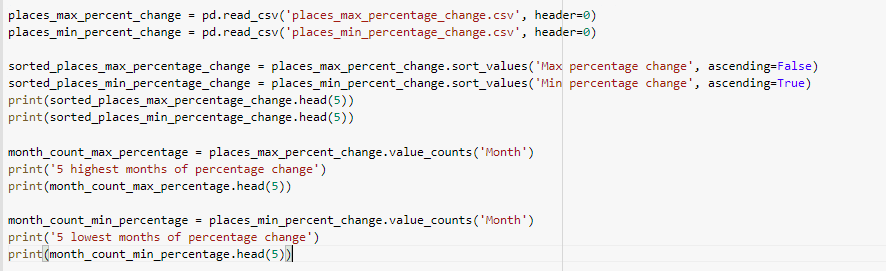 places_max_percent_change = pd.read_csv('places_max_percentage_change.csv', header=0)
places_min_percent_change = pd.read_csv('places_min_percentage_change.csv', header=0)
sorted_places_max_percentage_change = places_max_percent_change.sort_values('Max percentage change', ascending=False)
sorted_places_min_percentage_change = places_min_percent_change.sort_values('Min percentage change', ascending=True)
print(sorted_places_max_percentage_change.head(5))
print(sorted_places_min_percentage_change.head(5))
month_count_max_percentage = places_max_percent_change.value_counts('Month')
print('5 highest months of percentage change')
print(month_count_max_percentage.head(5))
month_count_min_percentage = places_min_percent_change.value_counts('Month')
print('5 lowest months of percentage change')
print(month_count_min_percentage.head(5))